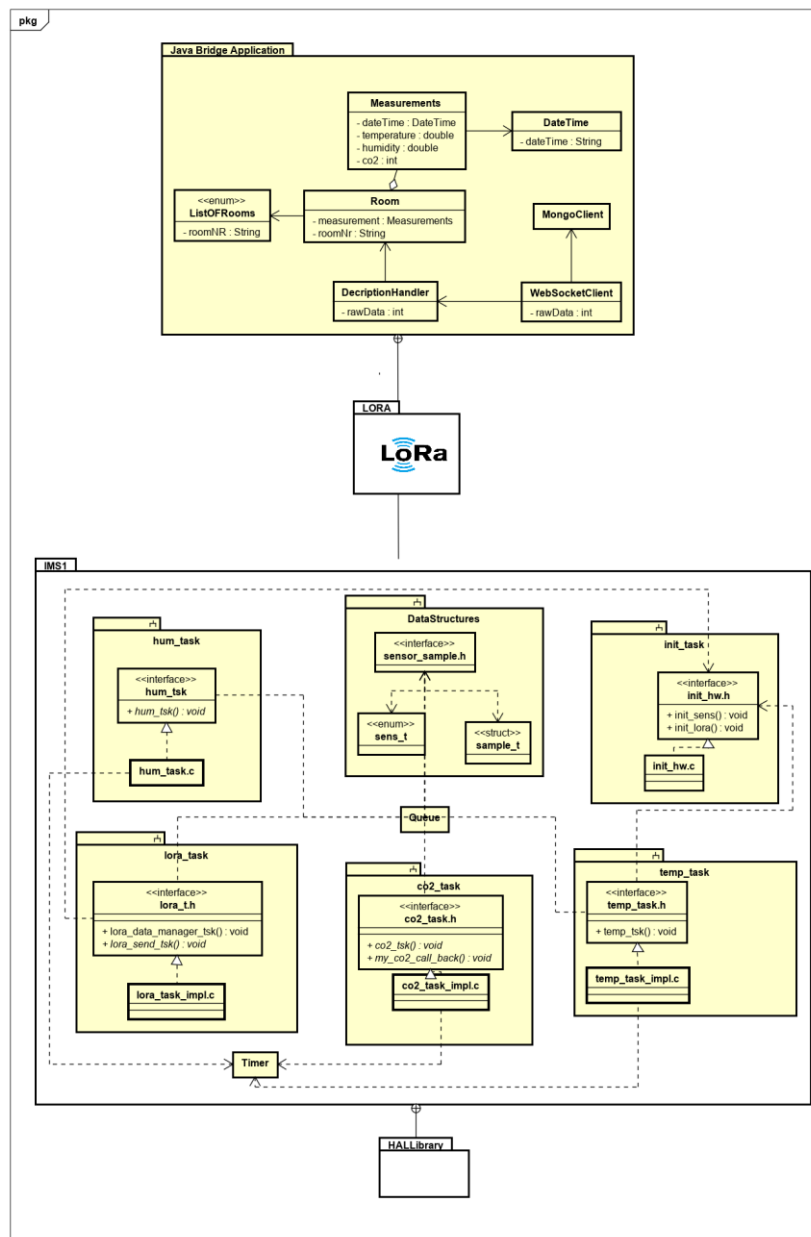 pkg
Java Bridge Application
Measurements
- dateTime : DateTime
- temperature : double
- humidity : double
- co2 : int
DateTime
- dateTime : String
<<enum>>
ListOFRooms
- roomNR : String
Room
- measurement : Measurements
- roomNr : String
MongoClient
DecriptionHandler
- rawData : int
WebSocketClient
- rawData : int
LORA
LoRa
IMS1
hum_task
<<interface>>
hum_tsk
+ hum_tsk() : void
hum_task.c
DataStructures
<<interface>>
sensor_sample.h
<<enum>>
sens_t
<<struct>>
sample_t
init_task
<<interface>>
init_hw.h
+ init_sens() : void
+ init_lora() : void
init_hw.c
Queue
lora_task
<<interface>>
lora_t.h
+ lora_data_manager_tsk() : void
+ lora_send_tsk() : void
lora_task_impl.c
co2_task
<<interface>>
co2_task.h
+ co2_tsk() : void
+ my_co2_call_back() : void
co2_task_impl.c
temp_task
<<interface>>
temp_task.h
+ temp_tsk() : void
temp_task_impl.c
Timer
HALLibrary